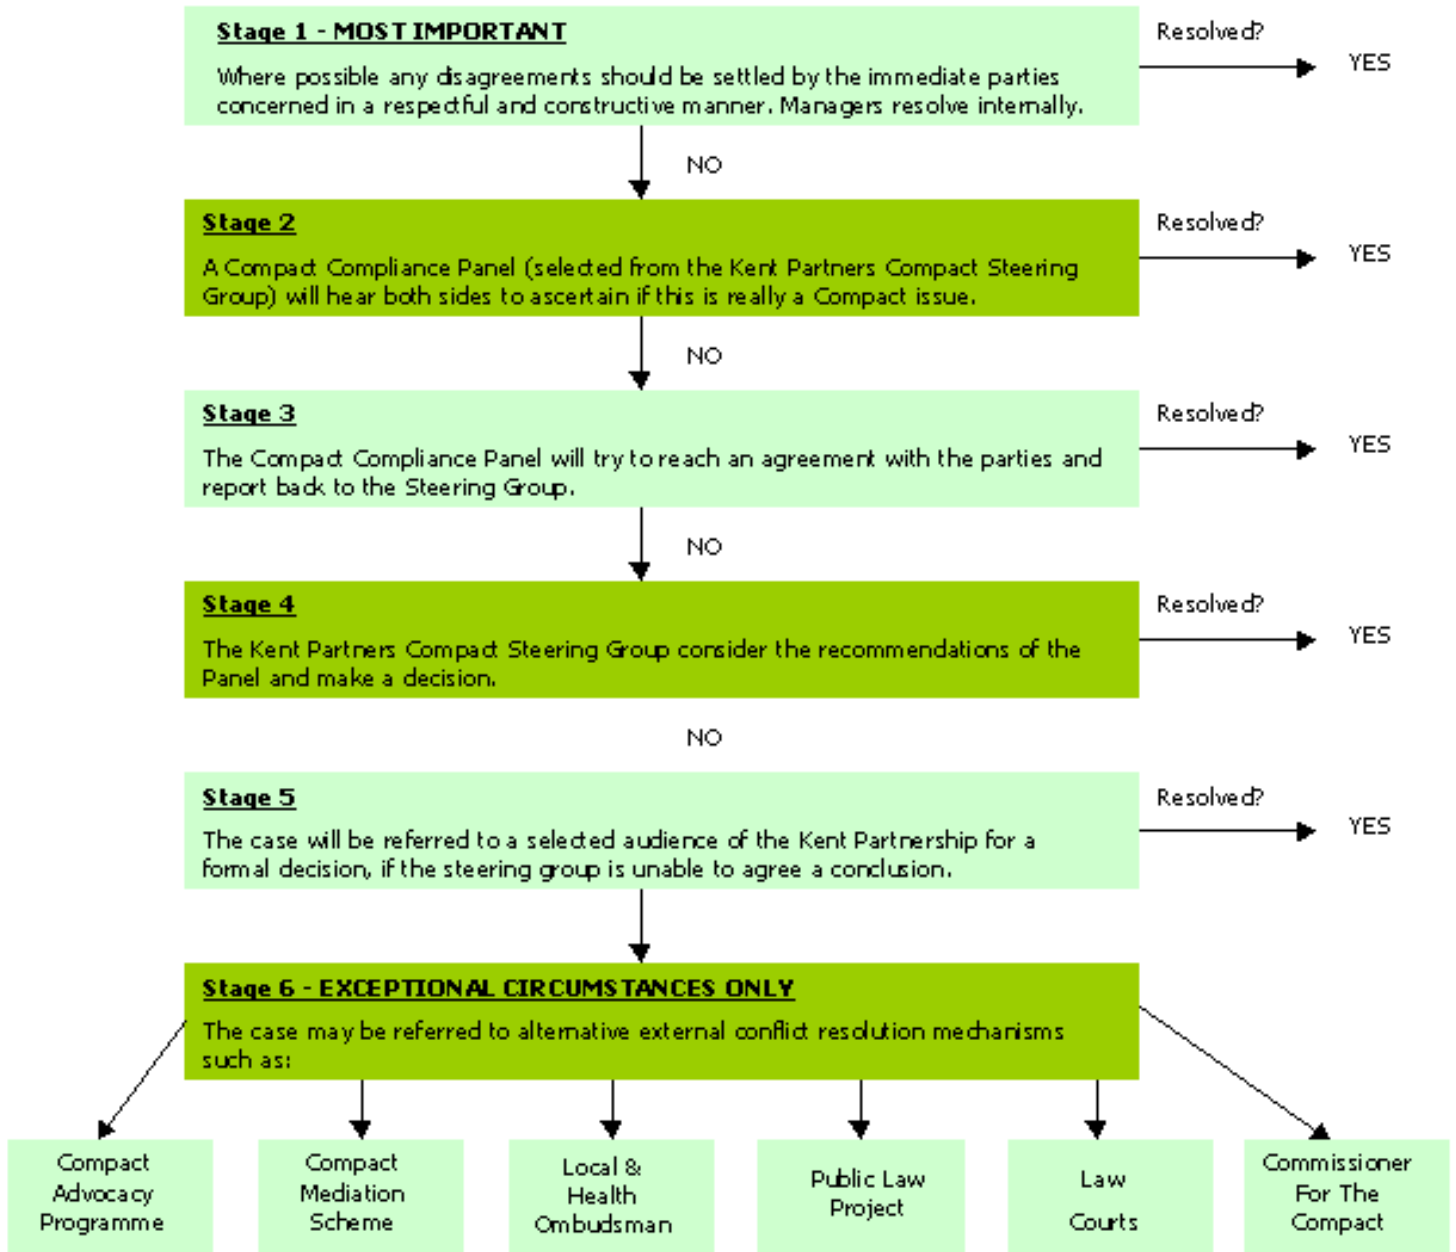 Stage 1 - MOST IMPORTANT
Resolved?
YES
Where possible any disagreements should be settled by the immediate parties
concerned in a respectful and constructive manner. Managers resolve internally.
NO
Stage 2
Resolved?
YES
A Compact Compliance Panel (selected from the Kent Partners Compact Steering
Group) will hear both sides to ascertain if this is really a Compact issue.
NO
Stage 3
Resolved?
YES
The Compact Compliance Panel will try to reach an agreement with the parties and
report back to the Steering Group.
NO
Stage 4
Resolved?
YES
The Kent Partners Compact Steering Group consider the recommendations of the
Panel and make a decision.
NO
Stage 5
Resolved?
YES
The case will be referred to a selected audience of the Kent Partnership for a
formal decision, if the steering group is unable to agree a conclusion.
Stage 6 - EXCEPTIONAL CIRCUMSTANCES ONLY
The case may be referred to alternative external conflict resolution mechanisms
such as:
Compact
Advocacy
Programme
Compact
Mediation
Scheme
Local &
Health
Ombudsman
Public Law
Project
Law
Courts
Commissioner
For The
Compact